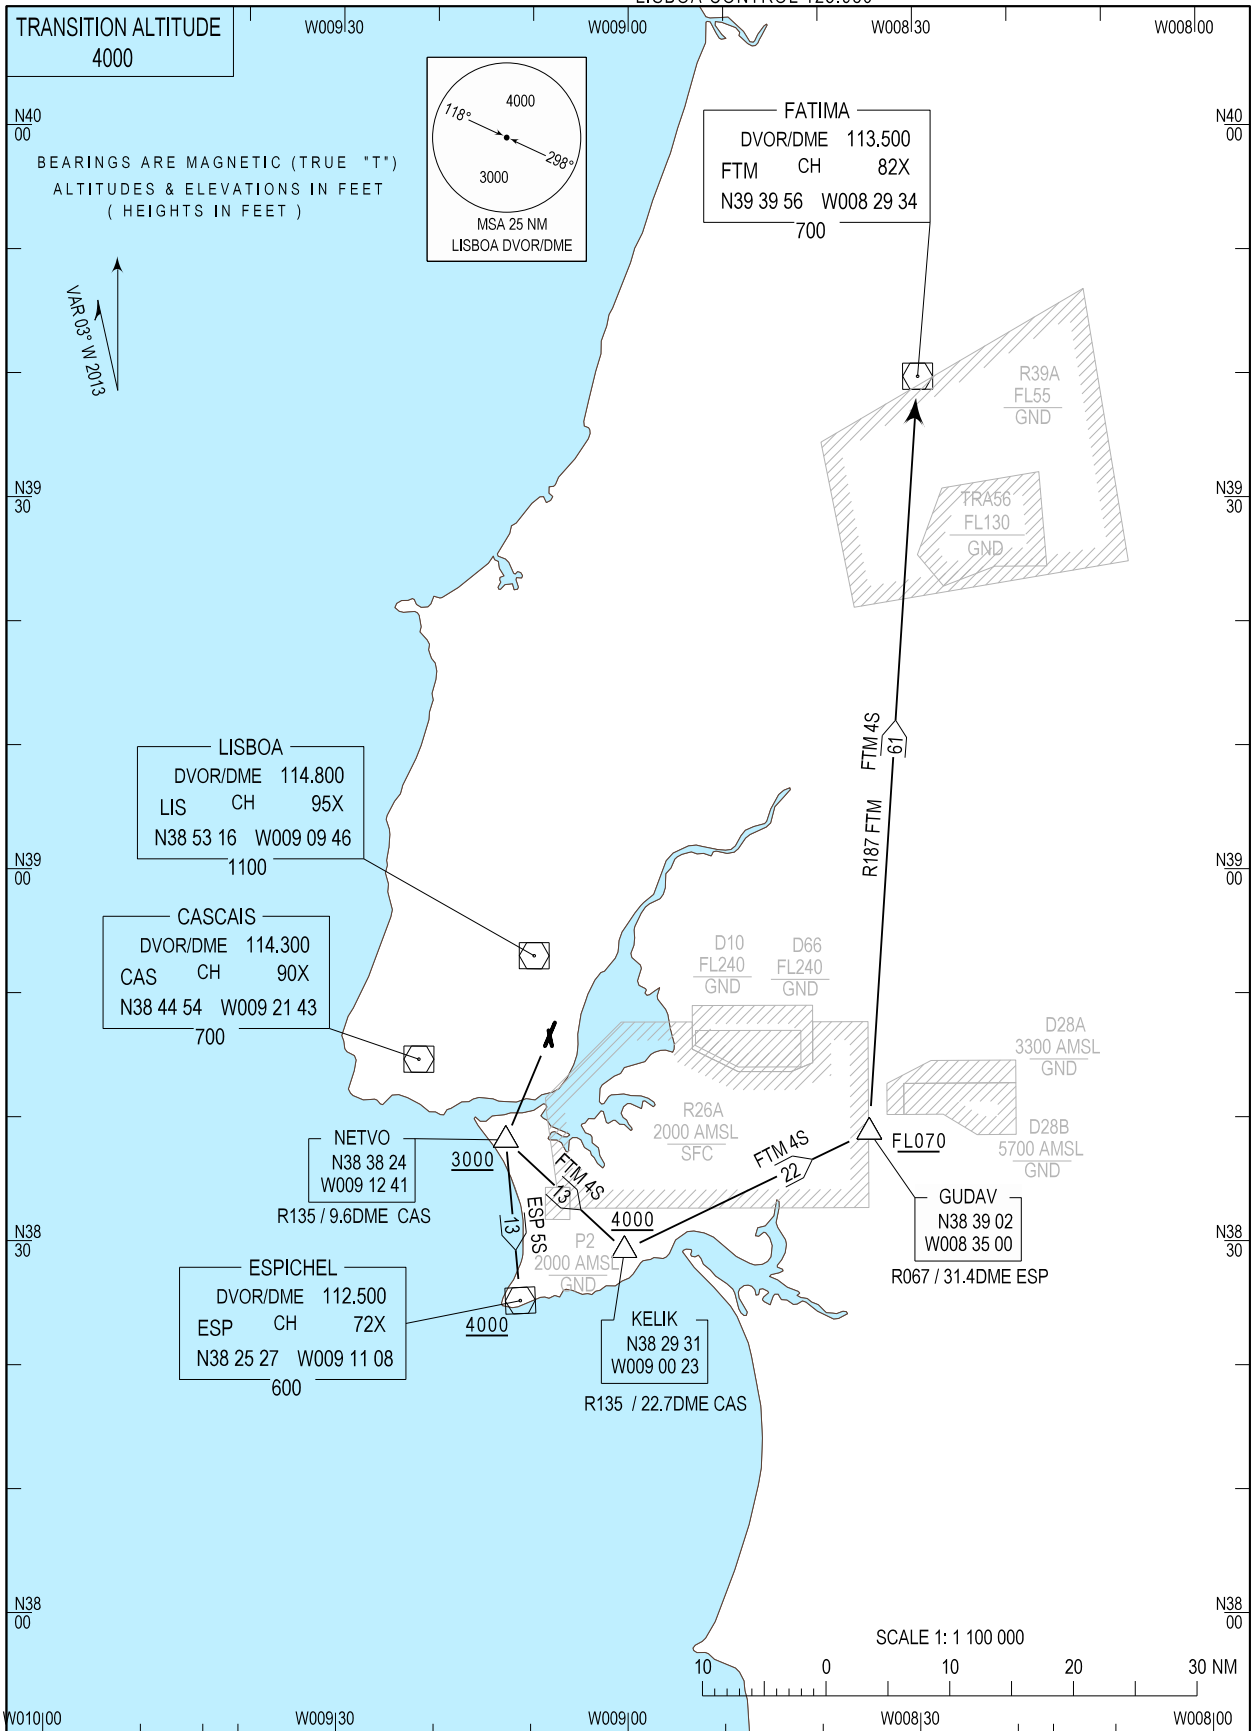 W009|30
W009|00
W008|30
W008|00
TRANSITION ALTITUDE
4000
N40
00
N40
00
BEARINGS ARE MAGNETIC (TRUE "T")
ALTITUDES & ELEVATIONS IN FEET
( HEIGHTS IN FEET )
4000
118°
298°
3000
MSA 25 NM
LISBOA DVOR/DME
FATIMA
DVOR/DME 113.500
FTM CH 82X
N39 39 56 W008 29 34
700
VAR 03° W 2013
R39A
FL55
GND
N39
30
N39
30
TRA56
FL130
GND
FTM 4S
61
R187 FTM
LISBOA
DVOR/DME 114.800
LIS CH 95X
N38 53 16 W009 09 46
1100
N39
00
N39
00
CASCAIS
DVOR/DME 114.300
CAS CH 90X
N38 44 54 W009 21 43
700
D10
FL240
GND
D66
FL240
GND
D28A
3300 AMSL
GND
R26A
2000 AMSL
SFC
D28B
5700 AMSL
GND
NETVO
N38 38 24
W009 12 41
R135 / 9.6DME CAS
3000
FTM 4S
13
FTM 4S
22
FL070
ESP 5S
13
4000
P2
2000 AMSL
GND
GUDAV
N38 39 02
W008 35 00
R067 / 31.4DME ESP
N38
30
N38
30
ESPICHEL
DVOR/DME 112.500
ESP CH 72X
N38 25 27 W009 11 08
600
4000
KELIK
N38 29 31
W009 00 23
R135 / 22.7DME CAS
N38
00
N38
00
SCALE 1: 1 100 000
10 0 10 20 30 NM
W010|00
W009|30
W009|00
W008|30
W008|00